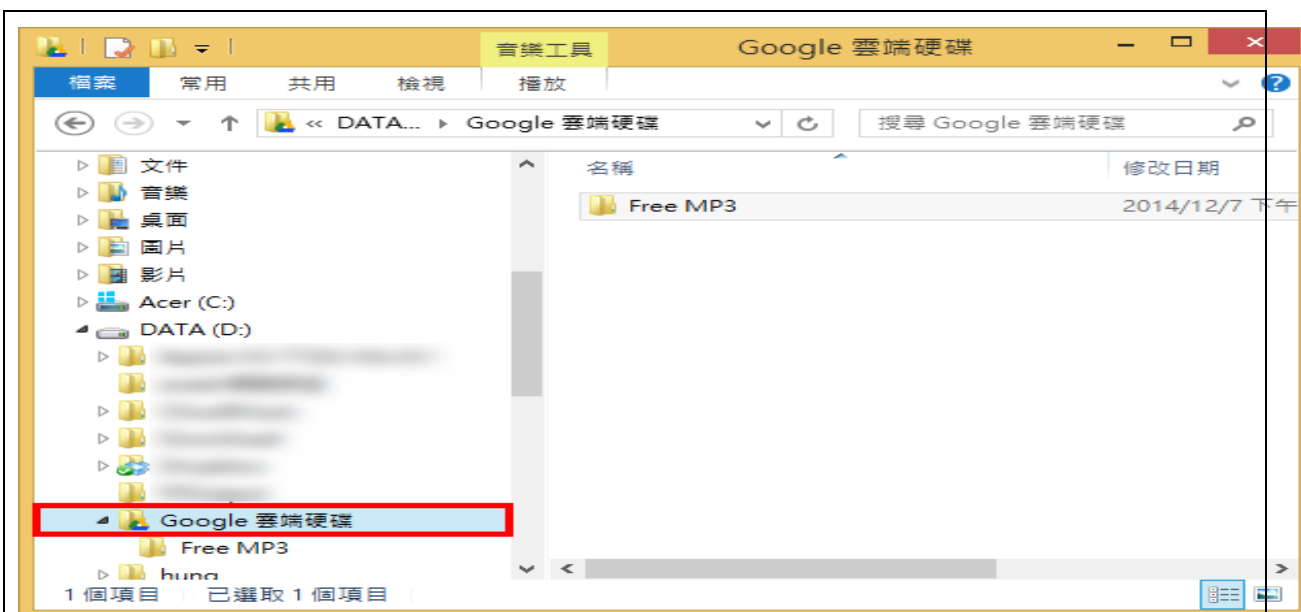 音樂工具
Google 雲端硬碟
檔案 常用 共用 檢視 播放
« DATA... Google 雲端硬碟 搜尋 Google 雲端硬碟
名稱 修改日期
文件
音樂
Free MP3 2014/12/7 下午
桌面
圖片
影片
Acer (C:)
DATA (D:)
Google 雲端硬碟
Free MP3
hung
1 個項目 已選取 1 個項目